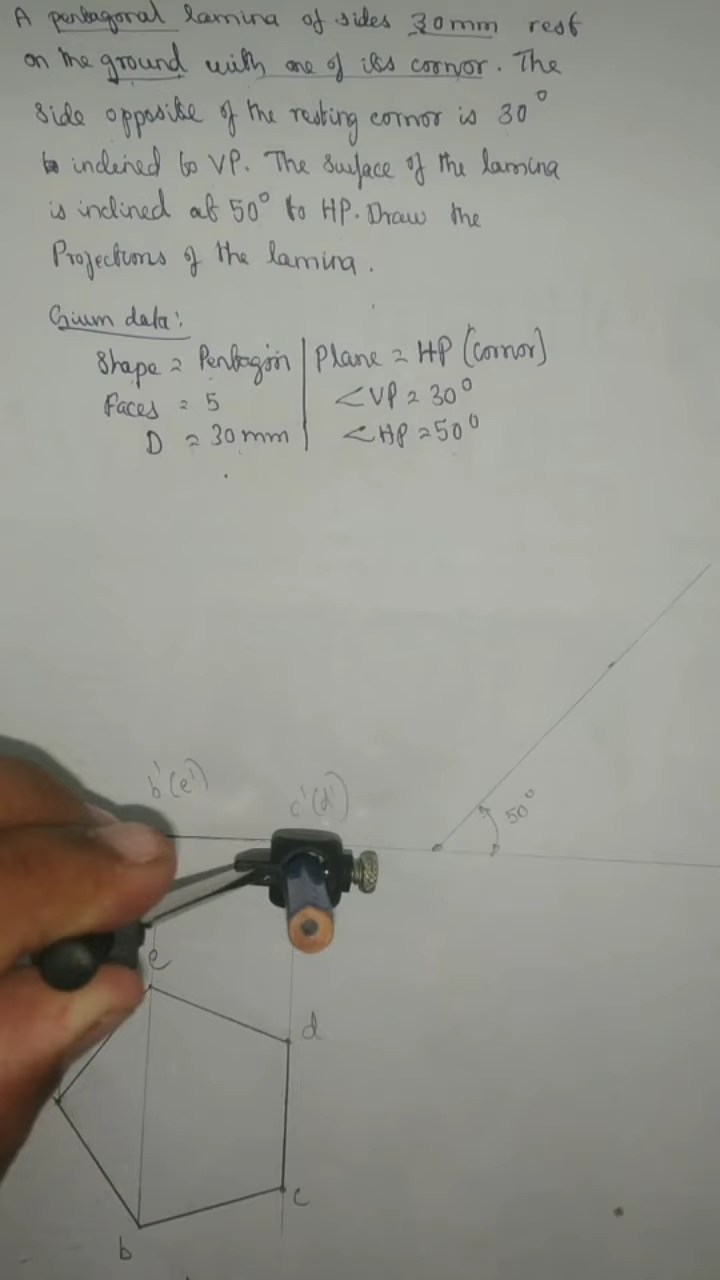 A pentagonal lamina of sides 30mm rest
on the ground with one of its cornor. The
side opposite of the resting cornor is 30°
inclined to VP. The surface of the lamina
is inclined at 50° to HP. Draw the
Projections of the lamina.
Given data:
Shape = Pentagon | Plane = HP (cornor)
Faces = 5 <VP = 30°
D = 30mm <HP = 50°
50°
b'(e') c'(d')
e
d
c
b